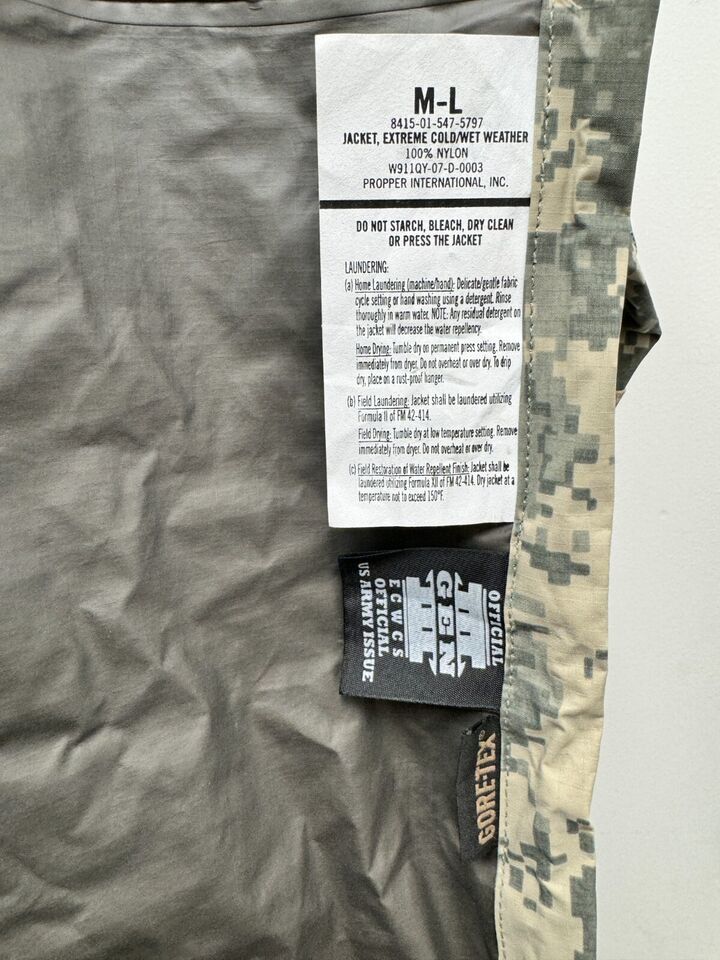 M-L
8415-01-547-5797
JACKET, EXTREME COLD/WET WEATHER
100% NYLON
W911QY-07-D-0003
PROPPER INTERNATIONAL, INC.
DO NOT STARCH, BLEACH, DRY CLEAN
OR PRESS THE JACKET
LAUNDERING:
(a) Home Laundering (machine/hand): Delicate/gentle fabric
cycle setting or hand washing using a detergent. Rinse
thoroughly in warm water. NOTE: Any residual detergent on
the jacket will decrease the water repellency.
Home Drying: Tumble dry on permanent press setting. Remove
immediately from dryer. Do not overheat or over dry. To drip
dry, place on a rust-proof hanger.
(b) Field Laundering: Jacket shall be laundered utilizing
Formula II of FM 42-414.
Field Drying: Tumble dry at low temperature setting. Remove
immediately from dryer. Do not overheat or over dry.
(c) Field Restoration of Water Repellent Finish: Jacket shall be
laundered utilizing Formula XII of FM 42-414. Dry jacket at a
temperature not to exceed 150°F.
OFFICIAL
GEN
III
ECWCS
OFFICIAL
US ARMY ISSUE
GORE-TEX®